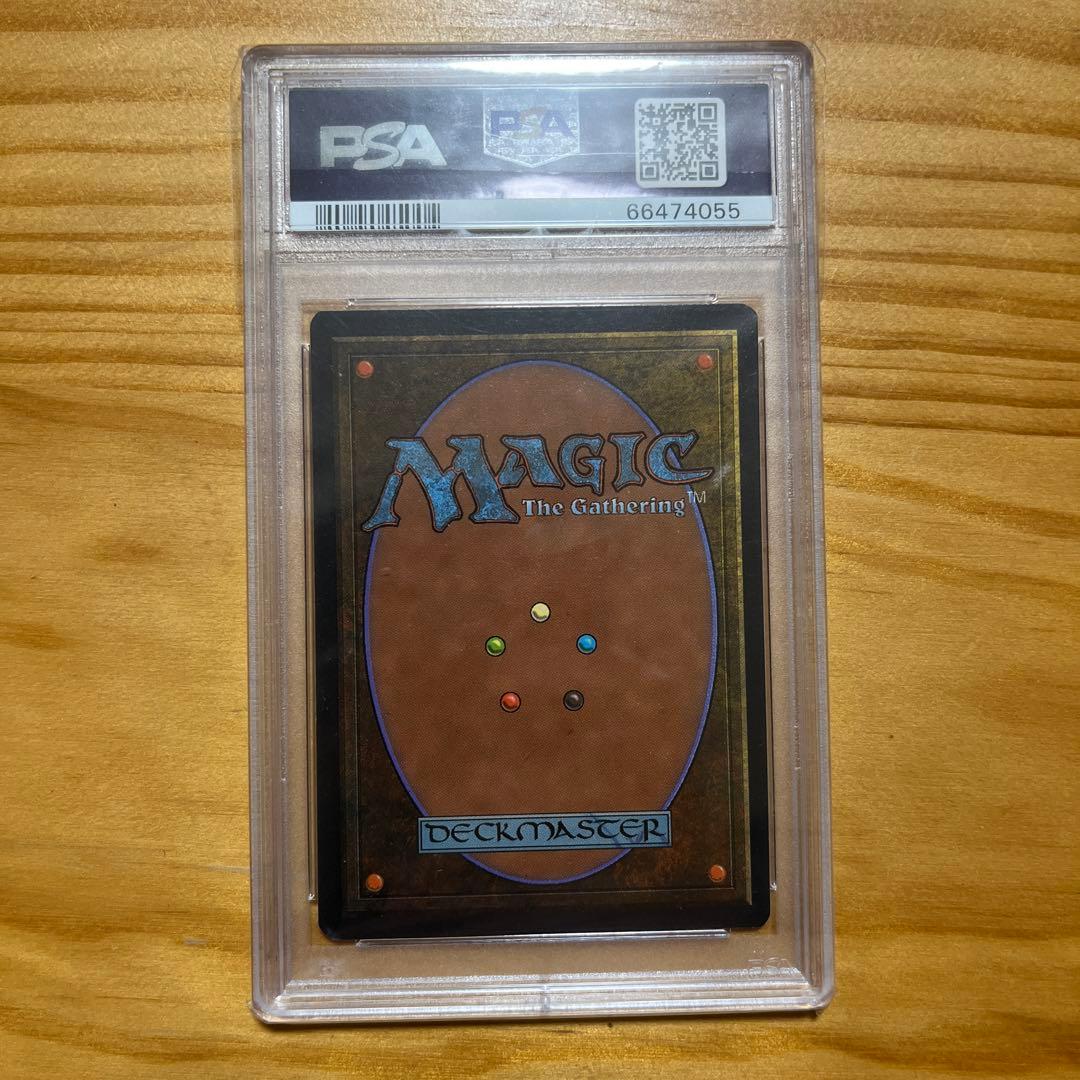 PSA
PSA
66474055
MAGIC
The Gathering™
DECKMASTER